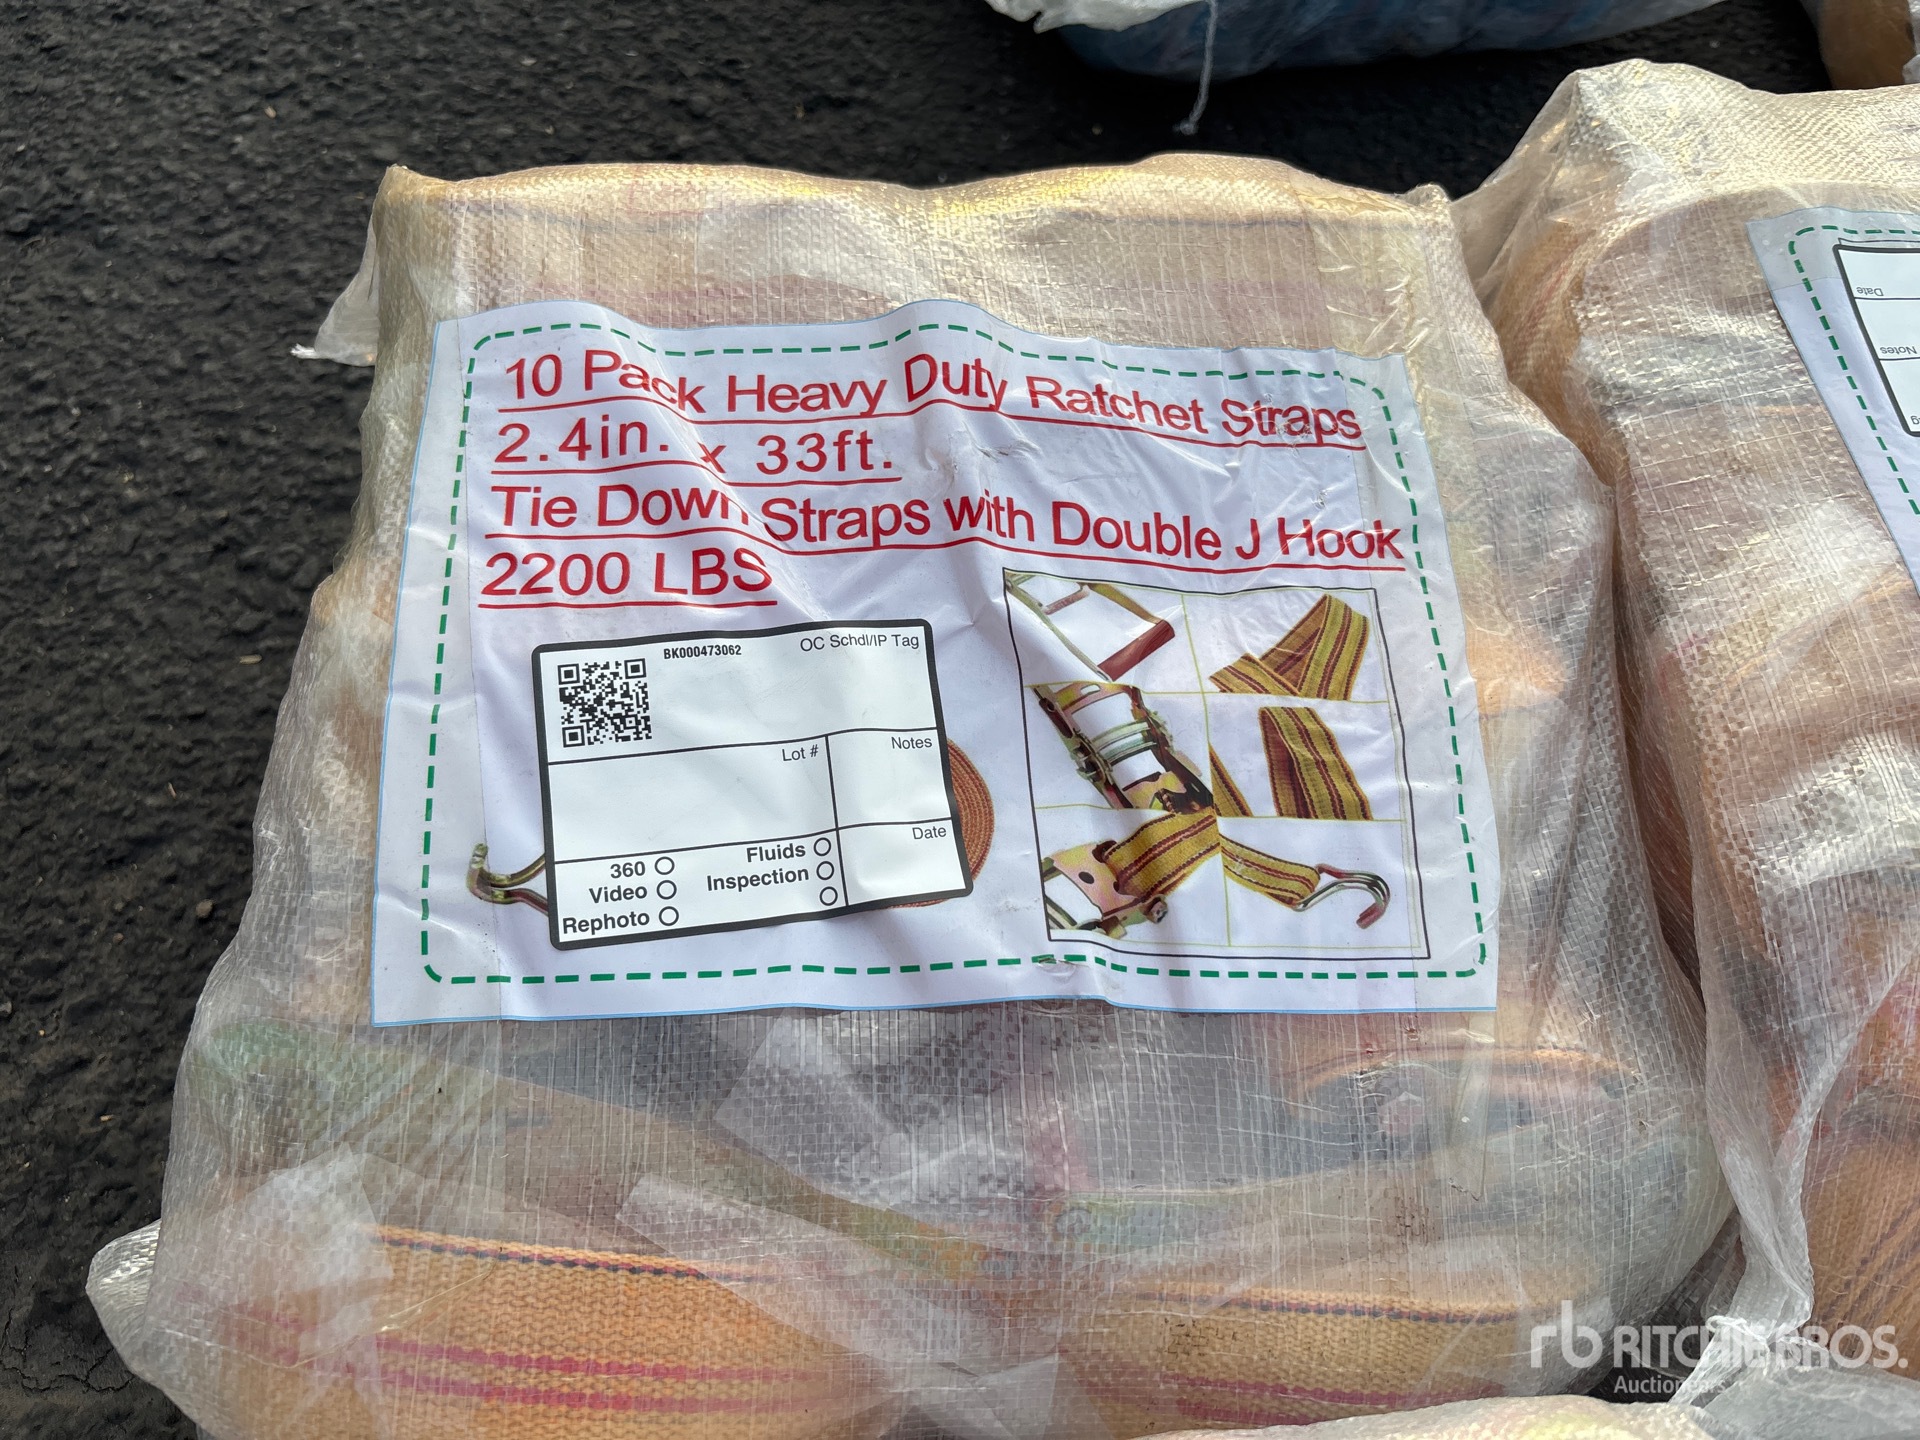 10 Pack Heavy Duty Ratchet Straps
2.4in. x 33ft.
Tie Down Straps with Double J Hook
2200 LBS
BK000473062
OC Schdl/IP Tag
Lot #
Notes
Date
360
Video
Rephoto
Fluids
Inspection
Date
Notes
rb RITCHIE BROS.
Auctioneers